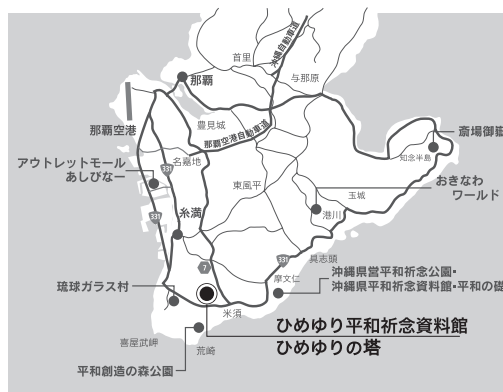 首里
沖縄自動車道
那覇
与那原
豊見城
那覇空港
那覇空港自動車道
斎場御嶽
知念半島
アウトレットモール
あしびなー
331
名嘉地
東風平
玉城
おきなわ
ワールド
331
糸満
港川
331
具志頭
7
摩文仁
沖縄県営平和祈念公園・
沖縄県平和祈念資料館・平和の礎
琉球ガラス村
米須
ひめゆり平和祈念資料館
ひめゆりの塔
喜屋武岬
荒崎
平和創造の森公園